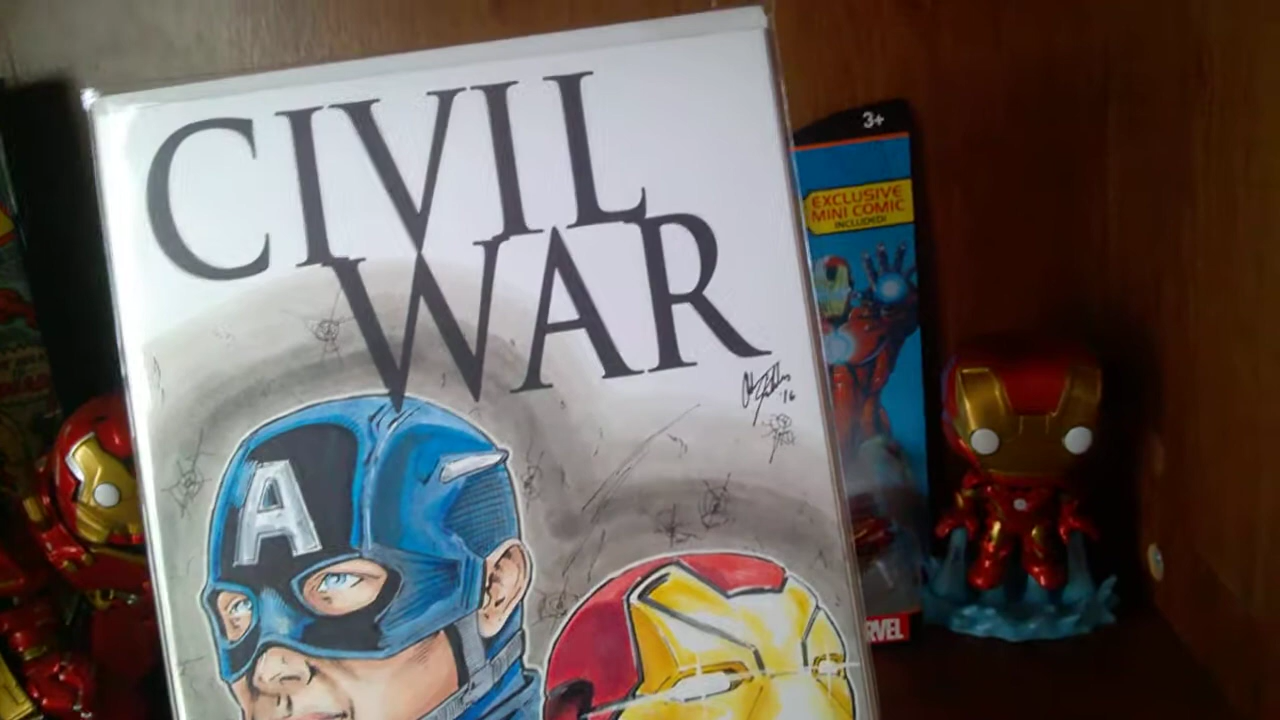 CIVIL
WAR
'16
A
3+
EXCLUSIVE
MINI COMIC
INCLUDED!
RVEL